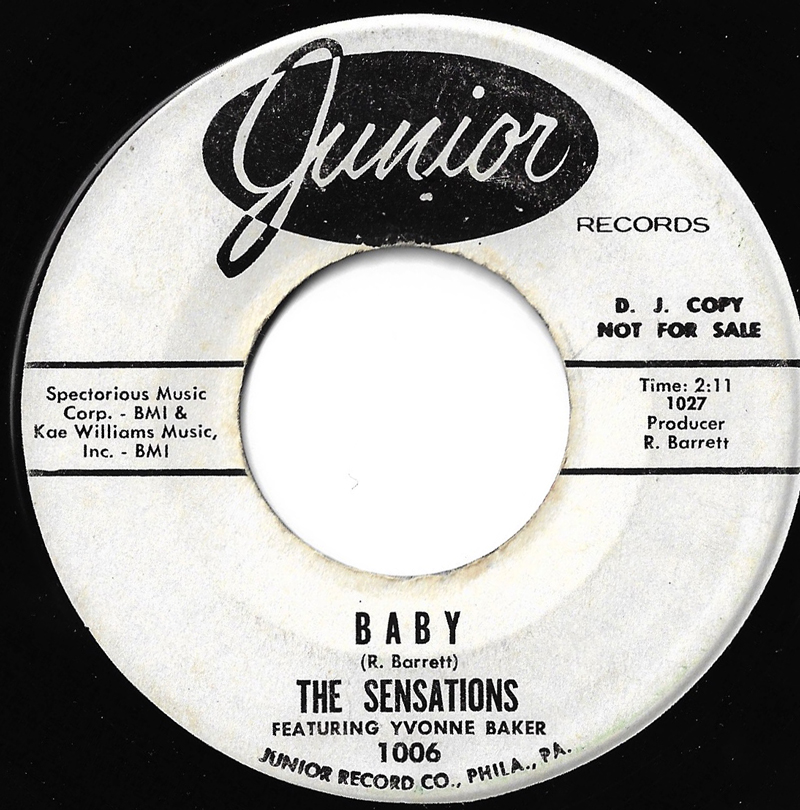 Junior
RECORDS
D. J. COPY
NOT FOR SALE
Spectorious Music
Corp. - BMI &
Kae Williams Music,
Inc. - BMI
Time: 2:11
1027
Producer
R. Barrett
BABY
(R. Barrett)
THE SENSATIONS
FEATURING YVONNE BAKER
1006
JUNIOR RECORD CO., PHILA., PA.